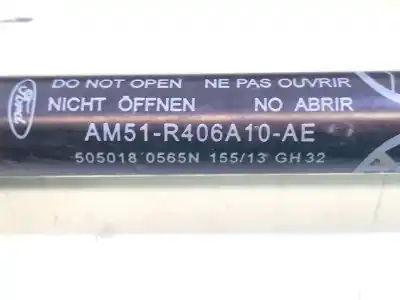 Ford
DO NOT OPEN NE PAS OUVRIR
NICHT ÖFFNEN NO ABRIR
AM51-R406A10-AE
505018 0565N 155/13 GH 32